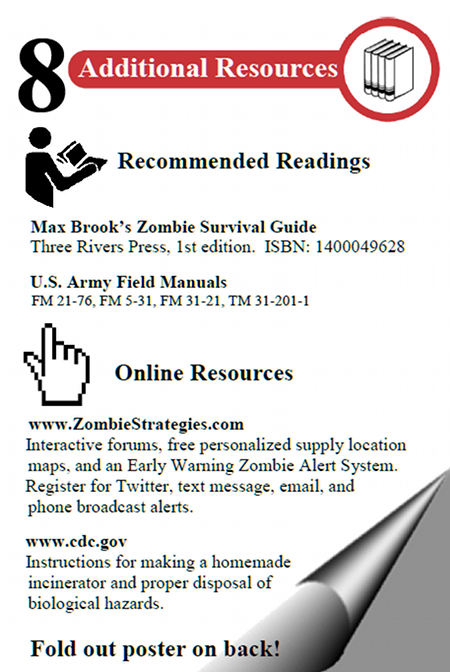 8
Additional Resources
Recommended Readings
Max Brook's Zombie Survival Guide
Three Rivers Press, 1st edition. ISBN: 1400049628
U.S. Army Field Manuals
FM 21-76, FM 5-31, FM 31-21, TM 31-201-1
Online Resources
www.ZombieStrategies.com
Interactive forums, free personalized supply location
maps, and an Early Warning Zombie Alert System.
Register for Twitter, text message, email, and
phone broadcast alerts.
www.cdc.gov
Instructions for making a homemade
incinerator and proper disposal of
biological hazards.
Fold out poster on back!